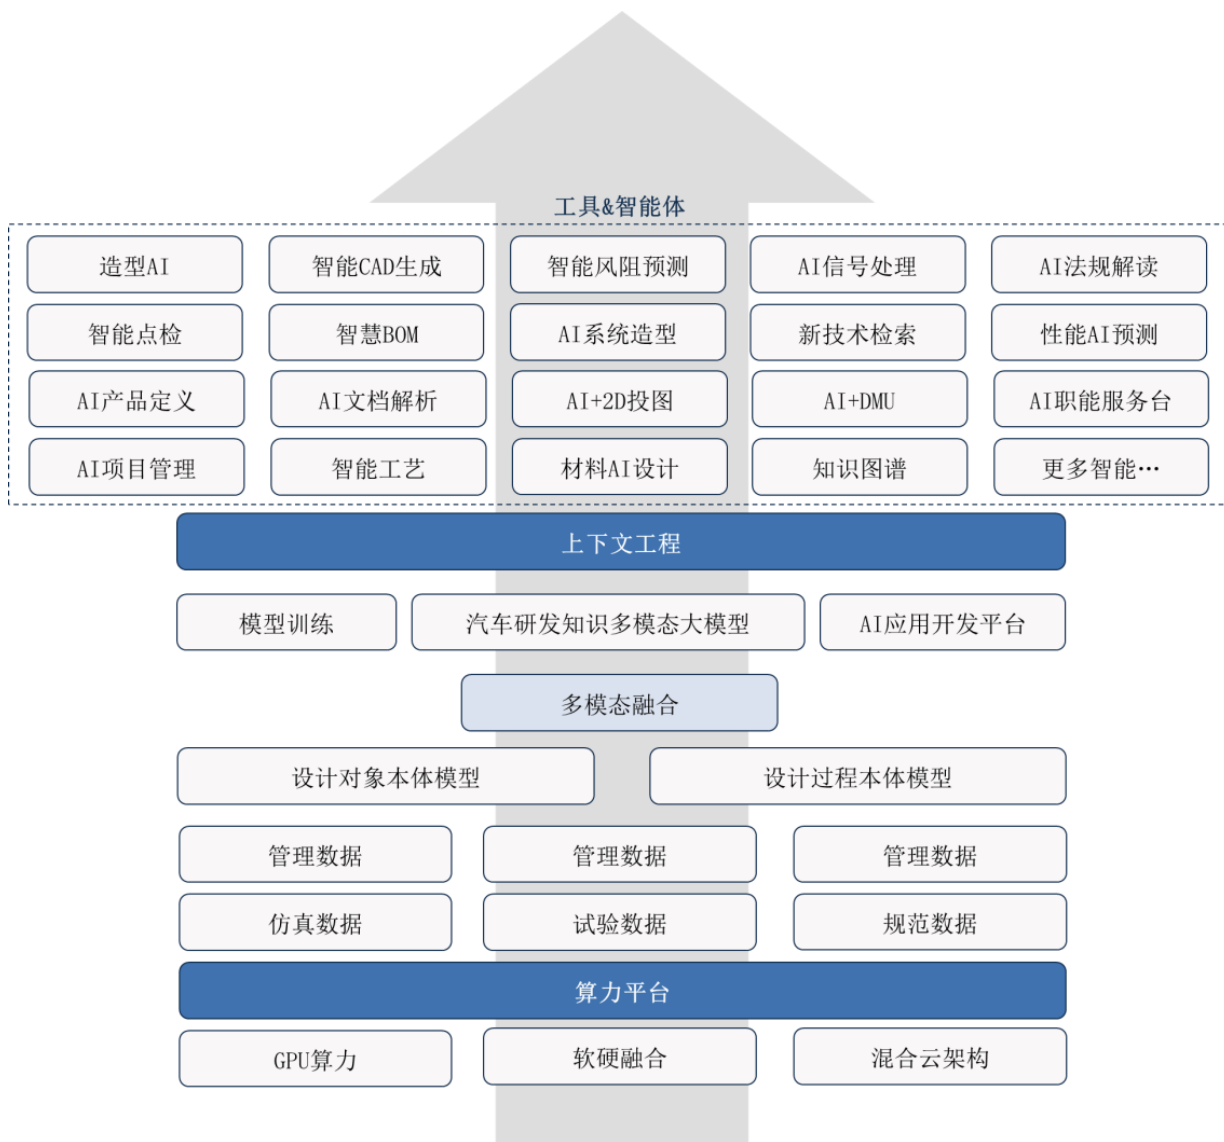 工具&智能体
造型AI 智能CAD生成 智能风阻预测 AI信号处理 AI法规解读
智能点检 智慧BOM AI系统造型 新技术检索 性能AI预测
AI产品定义 AI文档解析 AI+2D投图 AI+DMU AI职能服务台
AI项目管理 智能工艺 材料AI设计 知识图谱 更多智能…
上下文工程
模型训练 汽车研发知识多模态大模型 AI应用开发平台
多模态融合
设计对象本体模型 设计过程本体模型
管理数据 管理数据 管理数据
仿真数据 试验数据 规范数据
算力平台
GPU算力 软硬融合 混合云架构